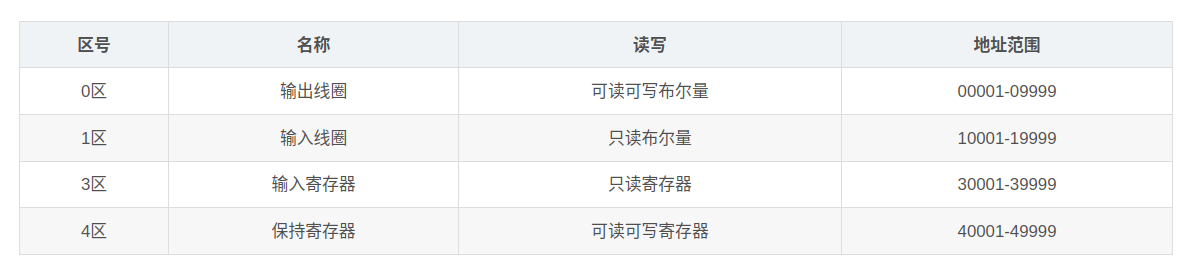 区号 名称 读写 地址范围
0区 输出线圈 可读可写布尔量 00001-09999
1区 输入线圈 只读布尔量 10001-19999
3区 输入寄存器 只读寄存器 30001-39999
4区 保持寄存器 可读可写寄存器 40001-49999